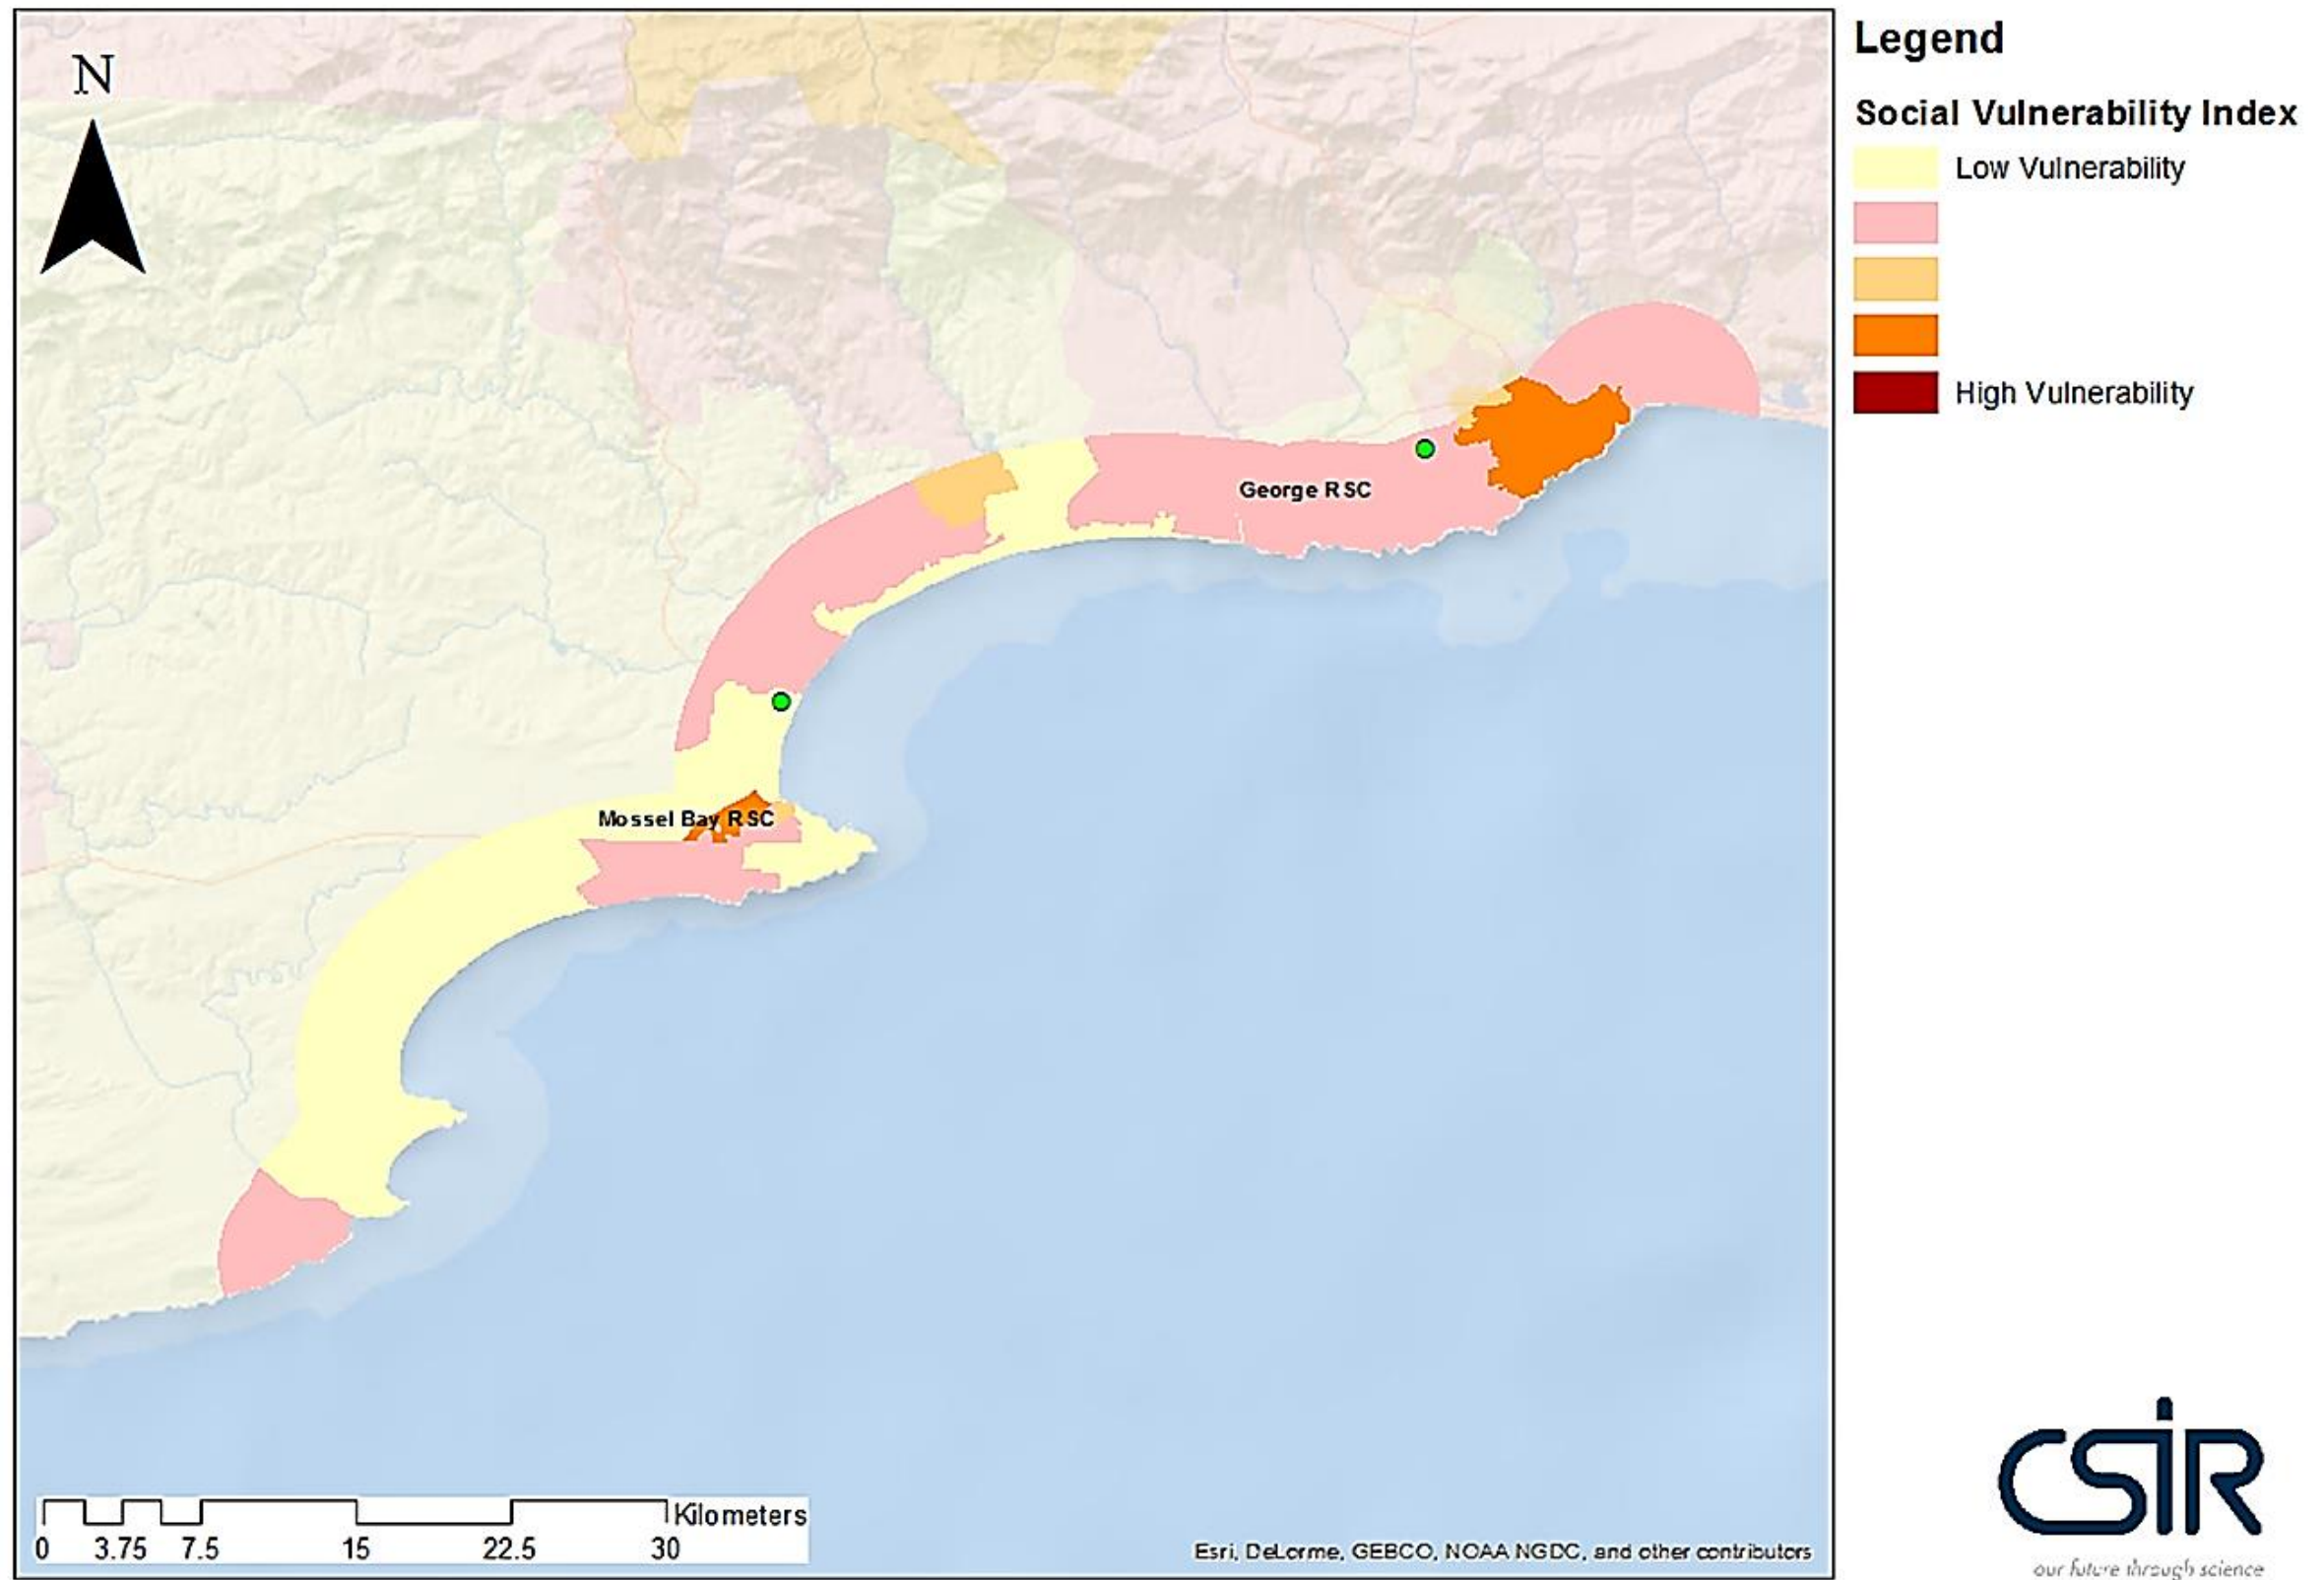 N
Legend
Social Vulnerability Index
Low Vulnerability
High Vulnerability
George RSC
Mossel Bay RSC
Kilometers
0 3.75 7.5 15 22.5 30
Esri, DeLorme, GEBCO, NOAA NGDC, and other contributors
CSIR
our future through science